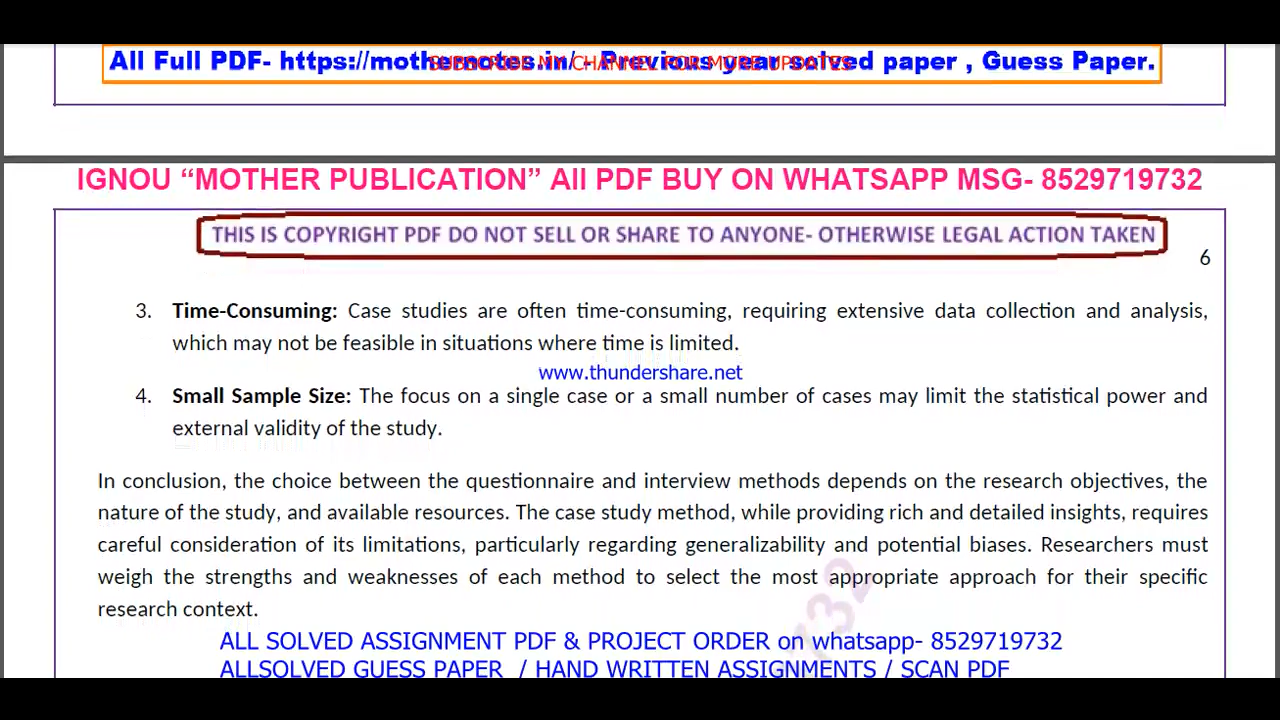 All Full PDF- https://mothernotes.in/ - Previous year solved paper , Guess Paper.
SUBSCRIBE MY CHANNEL FOR MORE UPDATES
IGNOU “MOTHER PUBLICATION” All PDF BUY ON WHATSAPP MSG- 8529719732
THIS IS COPYRIGHT PDF DO NOT SELL OR SHARE TO ANYONE- OTHERWISE LEGAL ACTION TAKEN
6
3. Time-Consuming: Case studies are often time-consuming, requiring extensive data collection and analysis,
which may not be feasible in situations where time is limited.
www.thundershare.net
4. Small Sample Size: The focus on a single case or a small number of cases may limit the statistical power and
external validity of the study.
In conclusion, the choice between the questionnaire and interview methods depends on the research objectives, the
nature of the study, and available resources. The case study method, while providing rich and detailed insights, requires
careful consideration of its limitations, particularly regarding generalizability and potential biases. Researchers must
weigh the strengths and weaknesses of each method to select the most appropriate approach for their specific
research context.
732
ALL SOLVED ASSIGNMENT PDF & PROJECT ORDER on whatsapp- 8529719732
ALLSOLVED GUESS PAPER / HAND WRITTEN ASSIGNMENTS / SCAN PDF